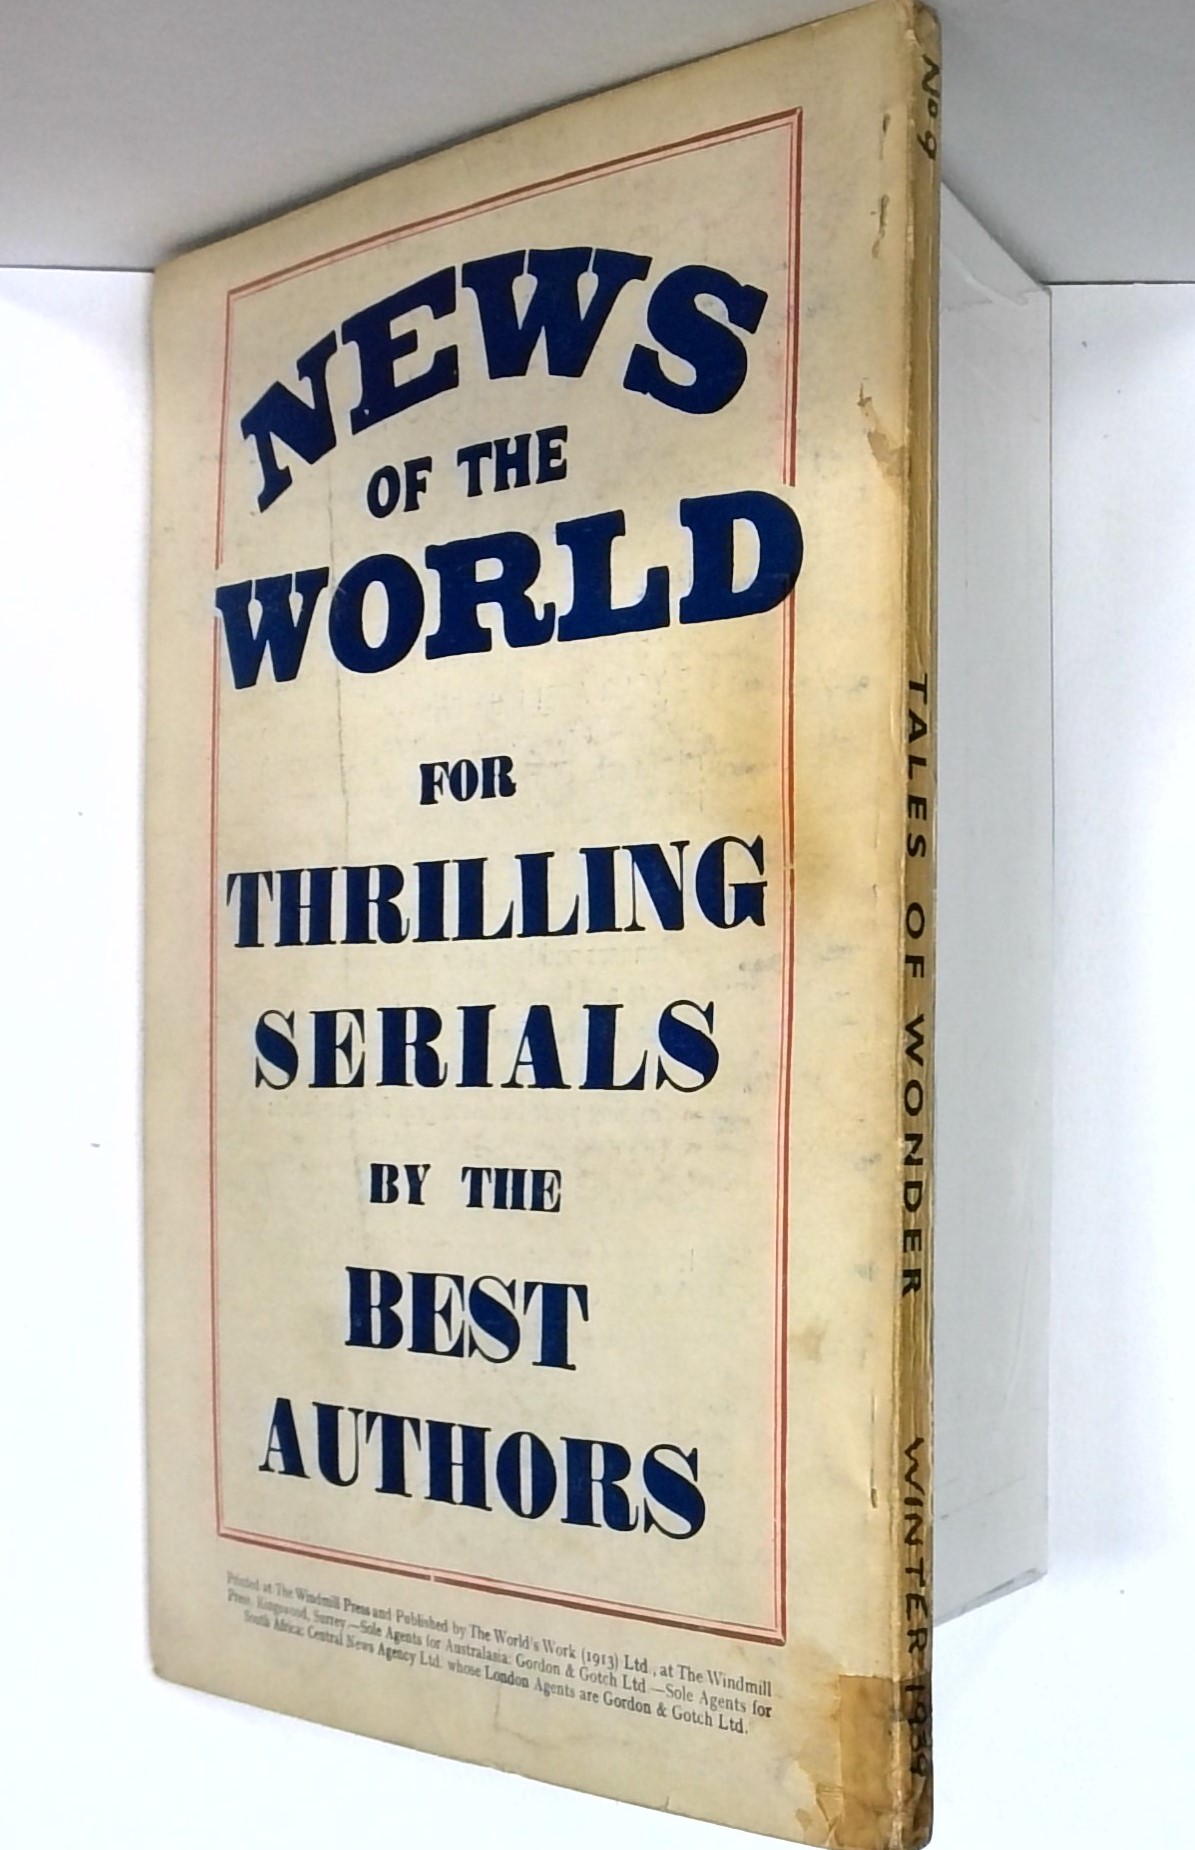 NEWS
OF THE
WORLD
FOR
THRILLING
SERIALS
BY THE
BEST
AUTHORS
Printed at The Windmill Press and Published by The World's Work (1913) Ltd., at The Windmill
Press, Kingswood, Surrey.—Sole Agents for Australasia: Gordon & Gotch Ltd.—Sole Agents for
South Africa: Central News Agency Ltd. whose London Agents are Gordon & Gotch Ltd.
No 9 TALES OF WONDER WINTER 1939